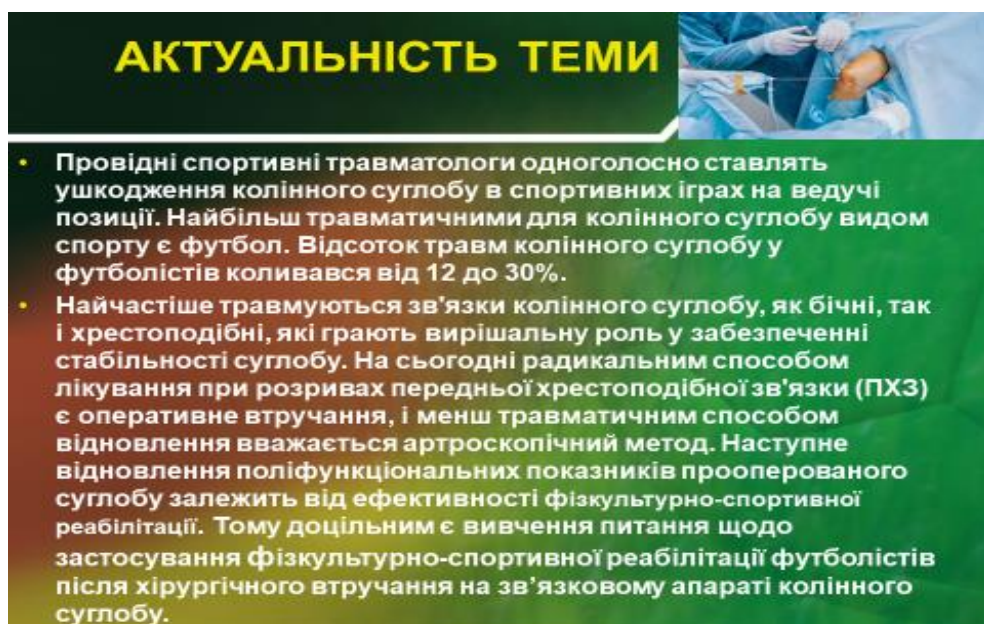 АКТУАЛЬНІСТЬ ТЕМИ
• Провідні спортивні травматологи одноголосно ставлять
ушкодження колінного суглобу в спортивних іграх на ведучі
позиції. Найбільш травматичними для колінного суглобу видом
спорту є футбол. Відсоток травм колінного суглобу у
футболістів коливався від 12 до 30%.
• Найчастіше травмуються зв'язки колінного суглобу, як бічні, так
і хрестоподібні, які грають вирішальну роль у забезпеченні
стабільності суглобу. На сьогодні радикальним способом
лікування при розривах передньої хрестоподібної зв'язки (ПХЗ)
є оперативне втручання, і менш травматичним способом
відновлення вважається артроскопічний метод. Наступне
відновлення поліфункціональних показників прооперованого
суглобу залежить від ефективності фізкультурно-спортивної
реабілітації. Тому доцільним є вивчення питання щодо
застосування фізкультурно-спортивної реабілітації футболістів
після хірургічного втручання на зв’язковому апараті колінного
суглобу.